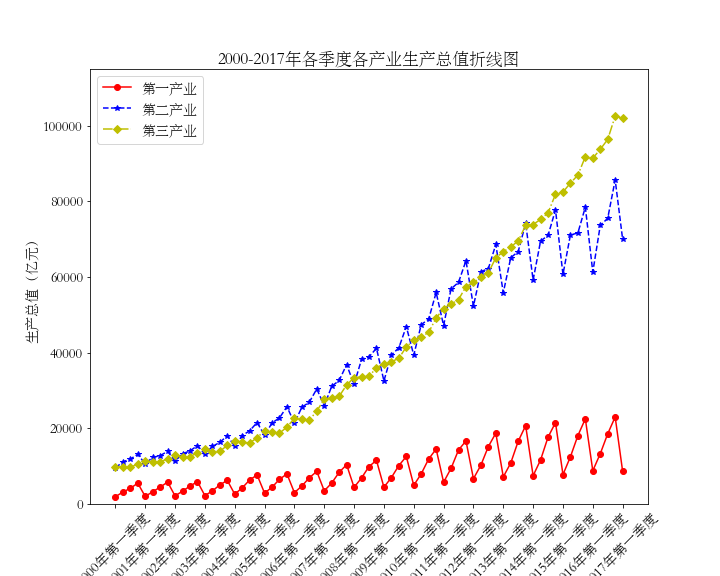 2000-2017年各季度各产业生产总值折线图
第一产业
第二产业
第三产业
生产总值（亿元）
100000
80000
60000
40000
20000
0
000年第一季度
2001年第一季度
2002年第一季度
2003年第一季度
2004年第一季度
2005年第一季度
2006年第一季度
2007年第一季度
2008年第一季度
2009年第一季度
2010年第一季度
2011年第一季度
2012年第一季度
2013年第一季度
2014年第一季度
2015年第一季度
2016年第一季度
2017年第一季度